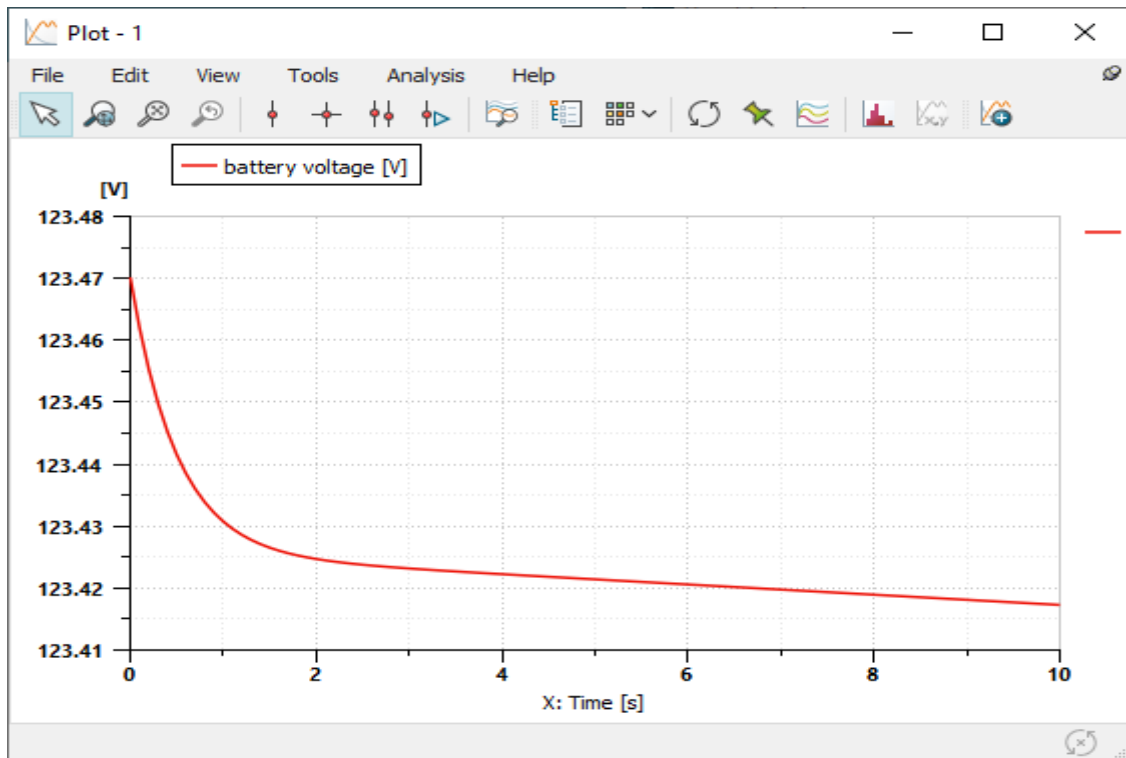 Plot - 1
File Edit View Tools Analysis Help
battery voltage [V]
[V]
123.48
123.47
123.46
123.45
123.44
123.43
123.42
123.41
0 2 4 6 8 10
X: Time [s]